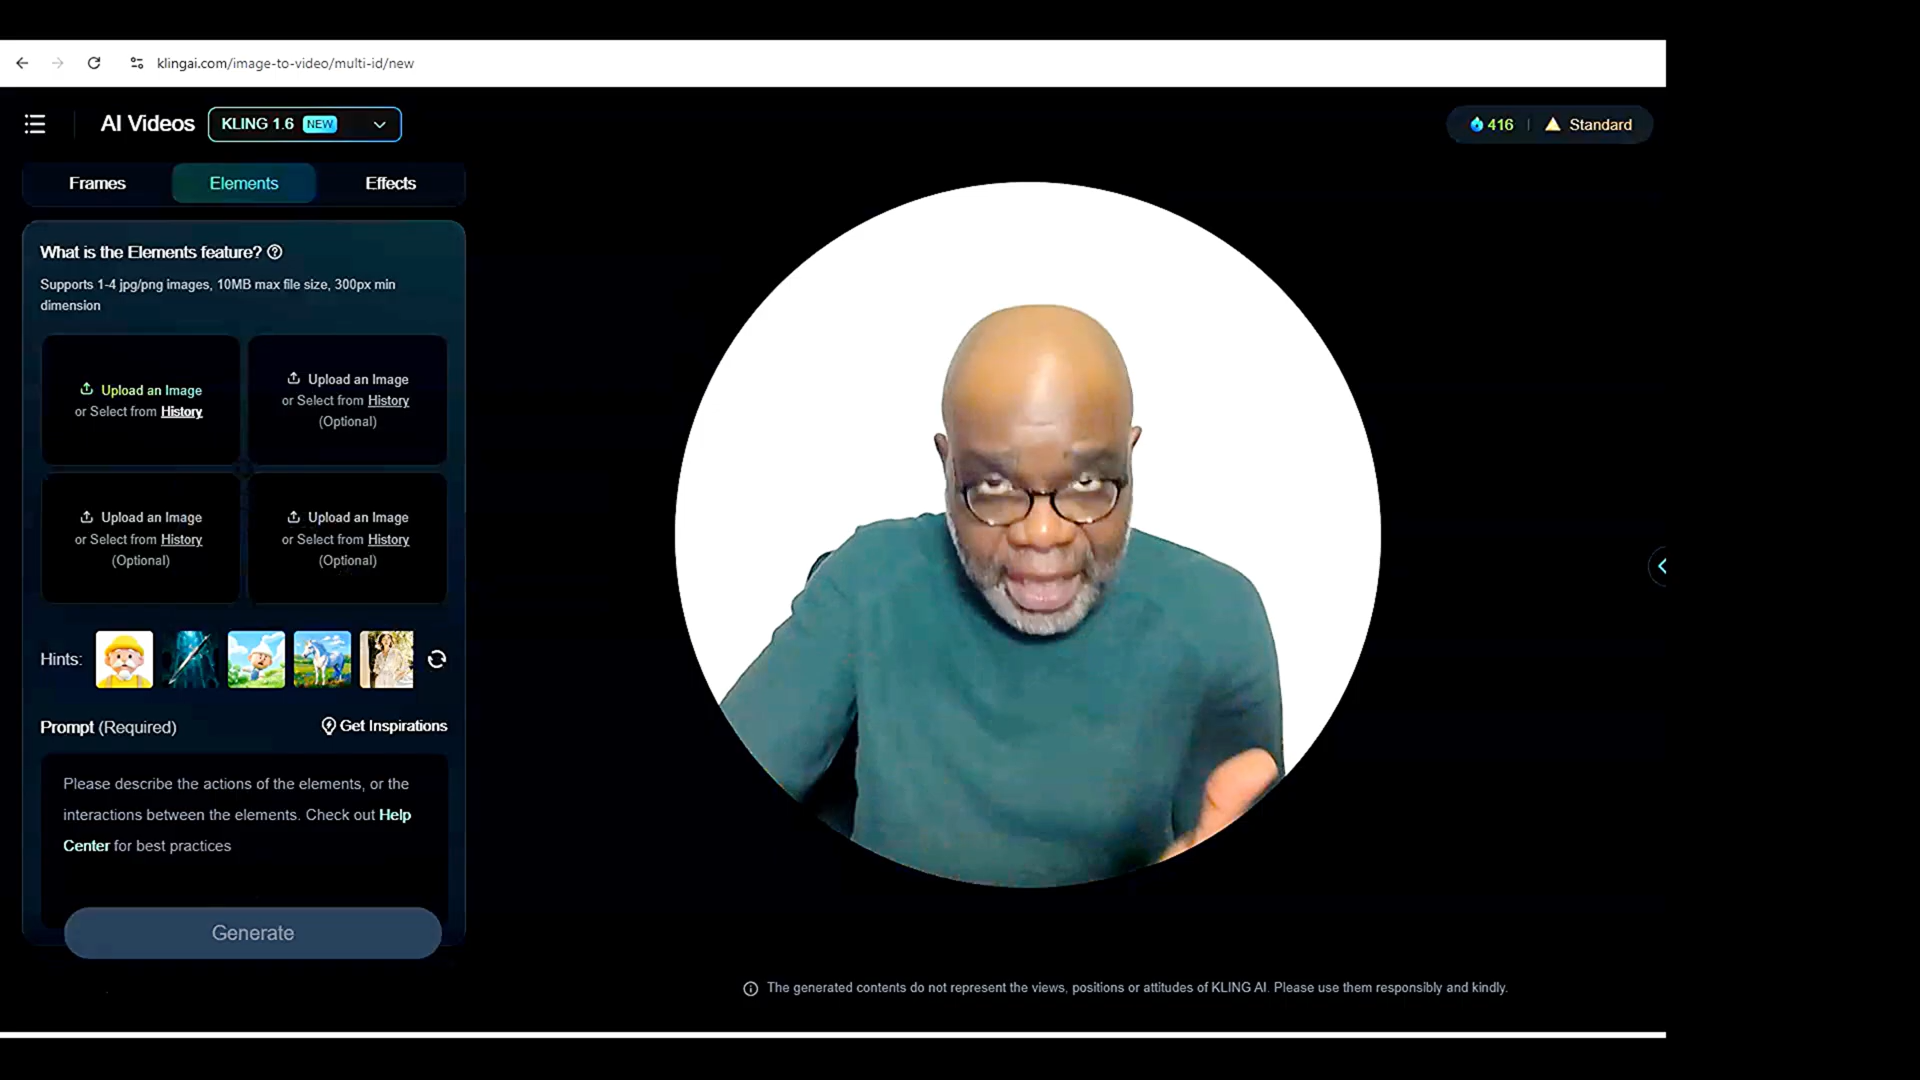 klingai.com/image-to-video/multi-id/new
AI Videos
KLING 1.6 NEW
416
Standard
Frames
Elements
Effects
What is the Elements feature?
Supports 1-4 jpg/png images, 10MB max file size, 300px min
dimension
Upload an Image
or Select from History
Upload an Image
or Select from History
(Optional)
Upload an Image
or Select from History
(Optional)
Upload an Image
or Select from History
(Optional)
Hints:
Prompt (Required)
Get Inspirations
Please describe the actions of the elements, or the
interactions between the elements. Check out Help
Center for best practices
Generate
The generated contents do not represent the views, positions or attitudes of KLING AI. Please use them responsibly and kindly.